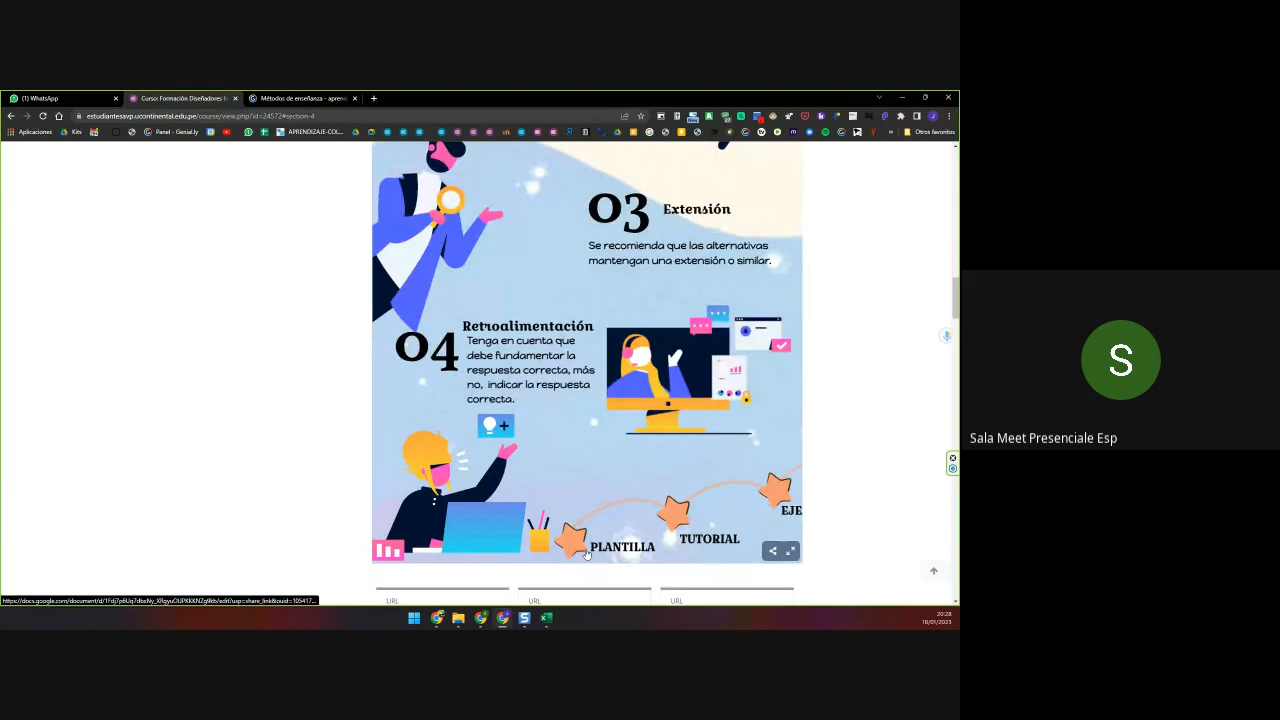 (1) WhatsApp
Curso: Formación Diseñadores In
Métodos de enseñanza - aprend
estudiantesavp.ucontinental.edu.pe/course/view.php?id=24572#section-4
Aplicaciones
Kits
Panel - Genial.ly
APRENDIZAJE-COL...
Otros favoritos
03 Extensión
Se recomienda que las alternativas
mantengan una extensión o similar.
04 Retroalimentación
Tenga en cuenta que
debe fundamentar la
respuesta correcta, más
no, indicar la respuesta
correcta.
EJE
TUTORIAL
PLANTILLA
URL
URL
URL
20:28
18/01/2023
S
Sala Meet Presenciale Esp